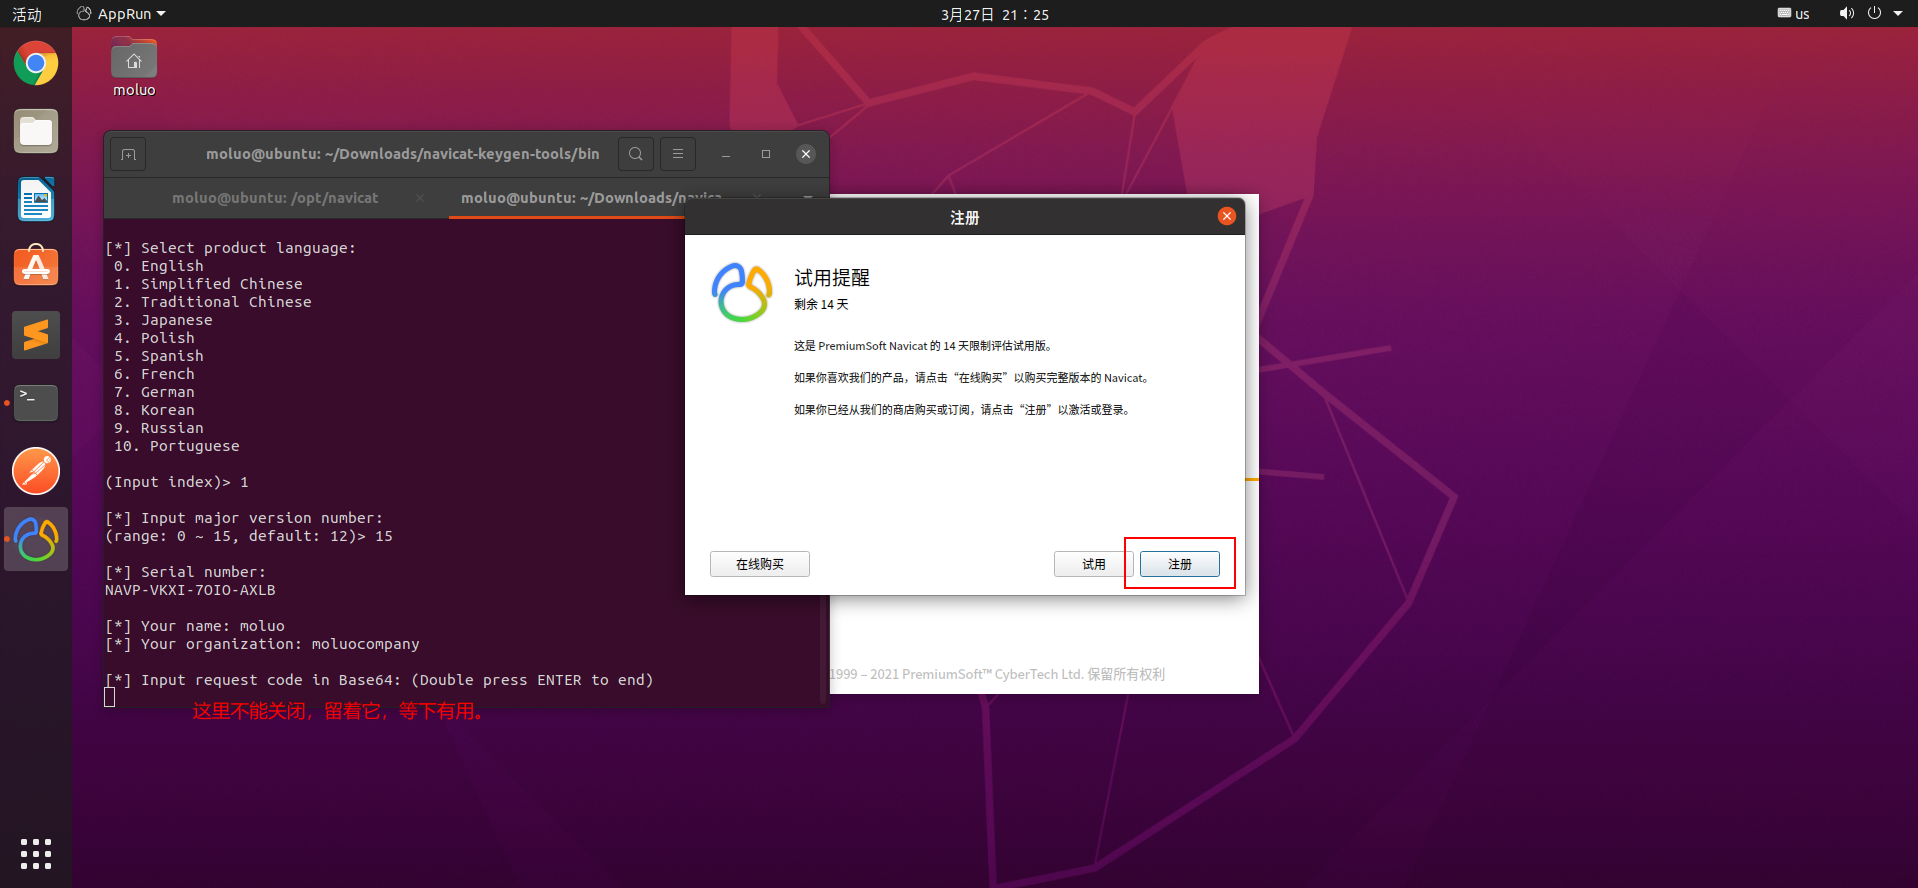 活动
AppRun
3月27日 21：25
us
moluo
moluo@ubuntu: ~/Downloads/navicat-keygen-tools/bin
moluo@ubuntu: /opt/navicat
moluo@ubuntu: ~/Downloads/navica
[*] Select product language:
0. English
1. Simplified Chinese
2. Traditional Chinese
3. Japanese
4. Polish
5. Spanish
6. French
7. German
8. Korean
9. Russian
10. Portuguese
(Input index)> 1
[*] Input major version number:
(range: 0 ~ 15, default: 12)> 15
[*] Serial number:
NAVP-VKXI-7OIO-AXLB
[*] Your name: moluo
[*] Your organization: moluocompany
[*] Input request code in Base64: (Double press ENTER to end)
这里不能关闭，留着它，等下有用。
注册
试用提醒
剩余 14 天
这是 PremiumSoft Navicat 的 14 天限制评估试用版。
如果你喜欢我们的产品，请点击“在线购买”以购买完整版本的 Navicat。
如果你已经从我们的商店购买或订阅，请点击“注册”以激活或登录。
在线购买
试用
注册
1999 – 2021 PremiumSoft™ CyberTech Ltd. 保留所有权利